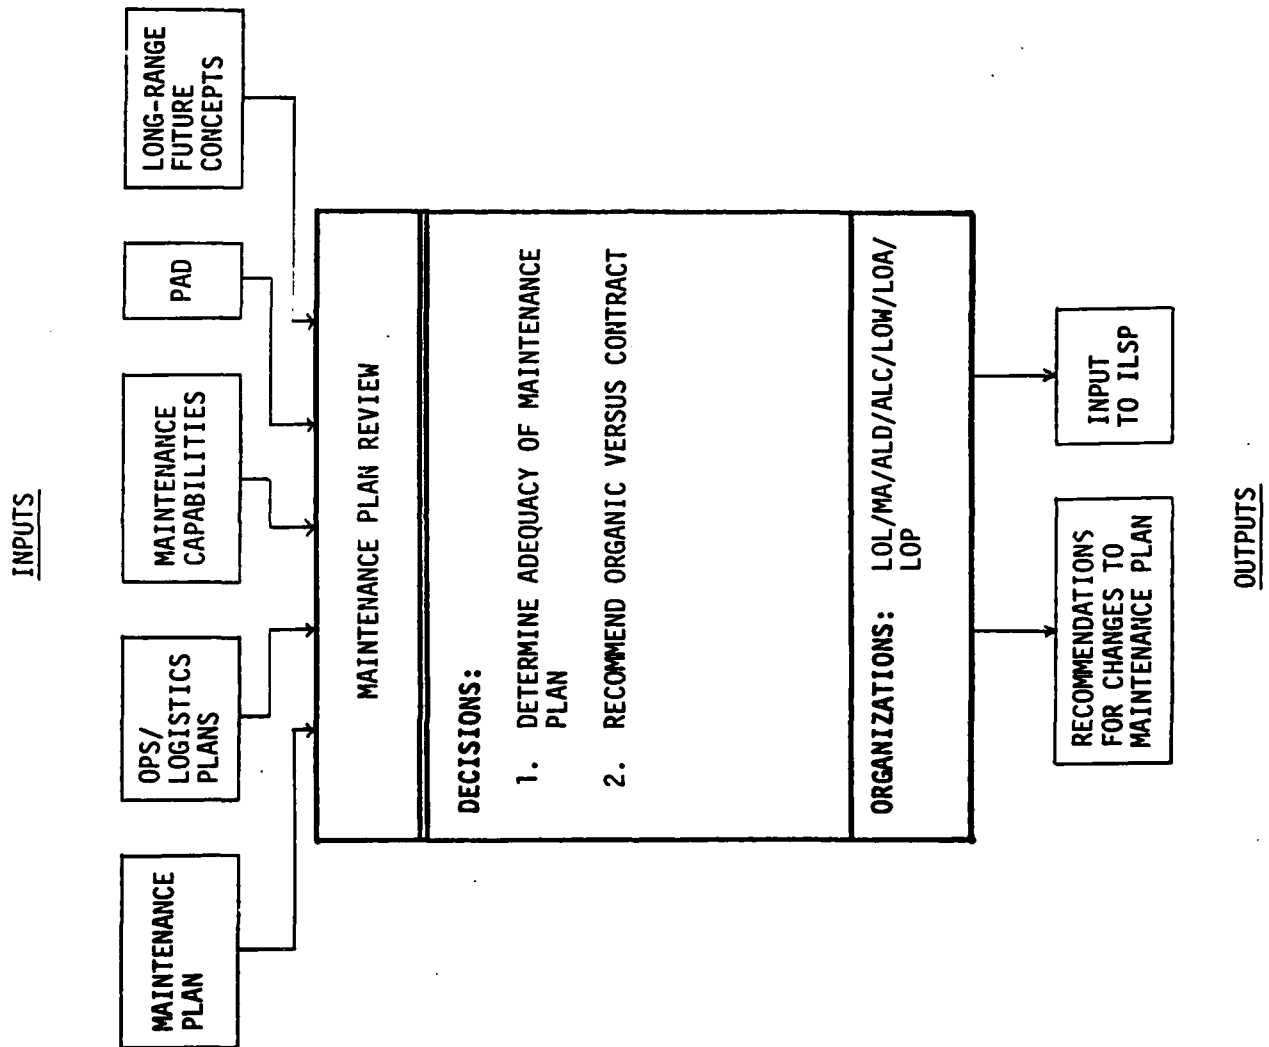 INPUTS
MAINTENANCE
PLAN
OPS/
LOGISTICS
PLANS
MAINTENANCE
CAPABILITIES
PAD
LONG-RANGE
FUTURE
CONCEPTS
MAINTENANCE PLAN REVIEW
DECISIONS:
1. DETERMINE ADEQUACY OF MAINTENANCE
PLAN
2. RECOMMEND ORGANIC VERSUS CONTRACT
ORGANIZATIONS: LOL/MA/ALD/ALC/LOW/LOA/
LOP
RECOMMENDATIONS
FOR CHANGES TO
MAINTENANCE PLAN
INPUT
TO ILSP
OUTPUTS